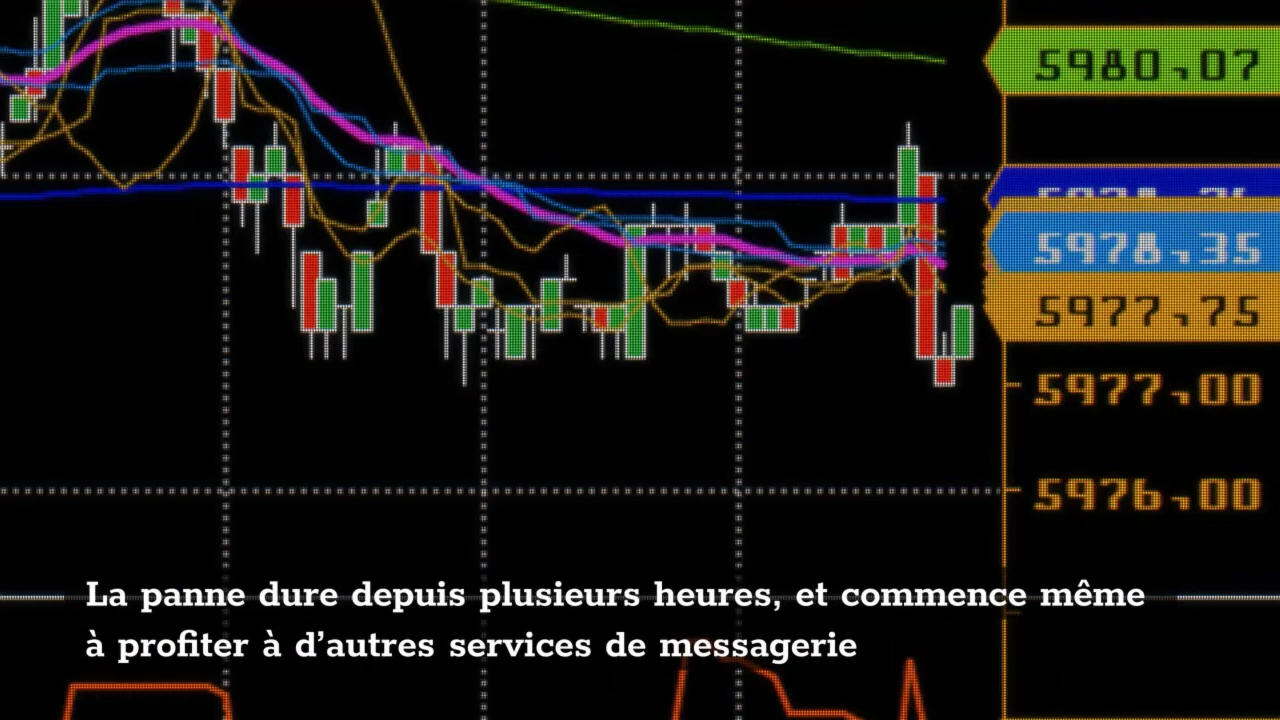 5980,07
5978,35
5977,75
5977,00
5976,00
La panne dure depuis plusieurs heures, et commence même
à profiter à d’autres services de messagerie